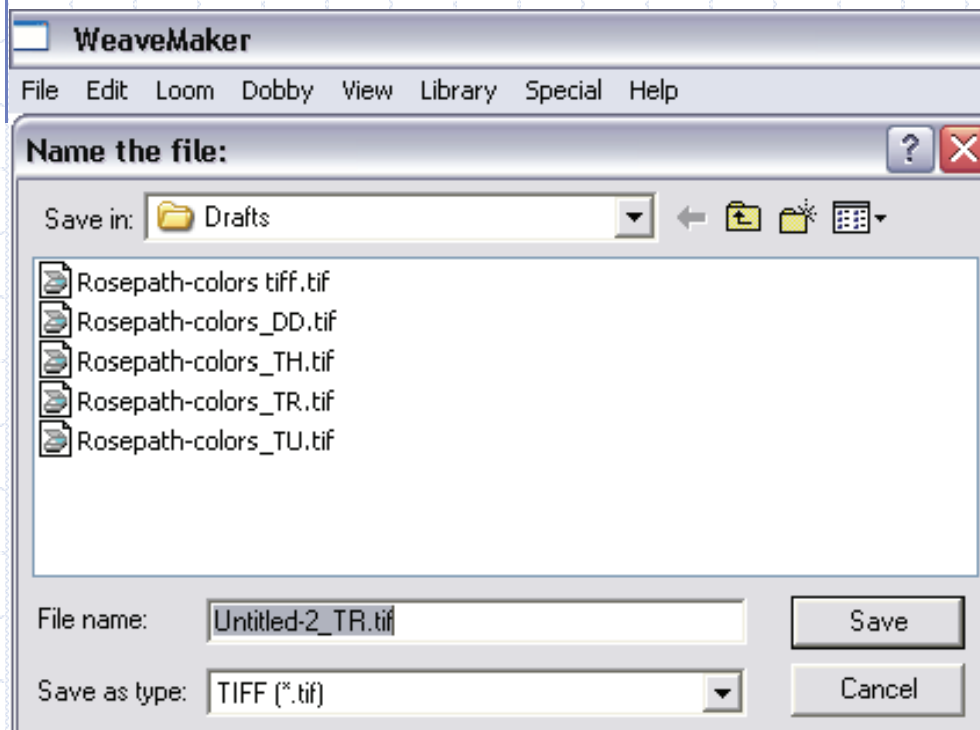 WeaveMaker
File Edit Loom Dobby View Library Special Help
Name the file:
Save in: Drafts
Rosepath-colors tiff.tif
Rosepath-colors_DD.tif
Rosepath-colors_TH.tif
Rosepath-colors_TR.tif
Rosepath-colors_TU.tif
File name: Untitled-2_TR.tif Save
Save as type: TIFF (*.tif) Cancel